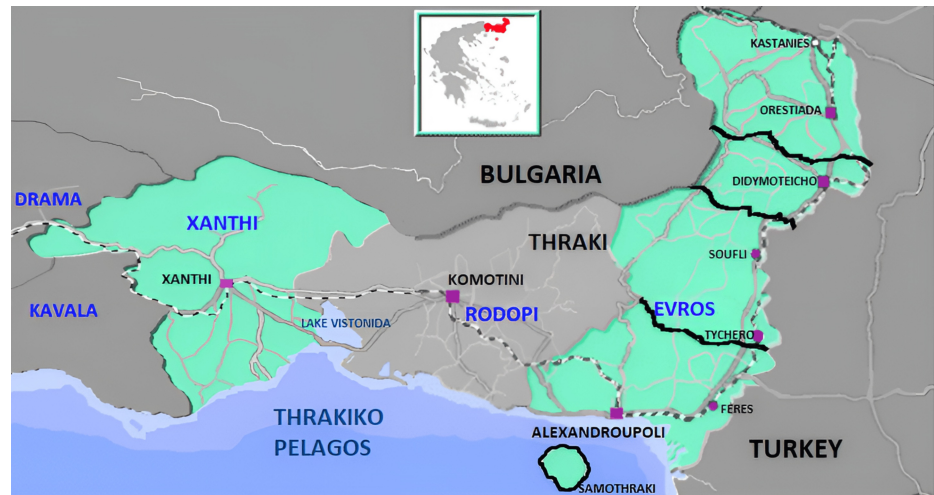 KASTANIES
ORESTIADA
BULGARIA
DIDYMOTEICHO
DRAMA
XANTHI
THRAKI
SOUFLI
XANTHI
KOMOTINI
KAVALA
RODOPI
EVROS
LAKE VISTONIDA
TYCHERO
FERES
THRAKIKO
PELAGOS
ALEXANDROUPOLI
TURKEY
SAMOTHRAKI